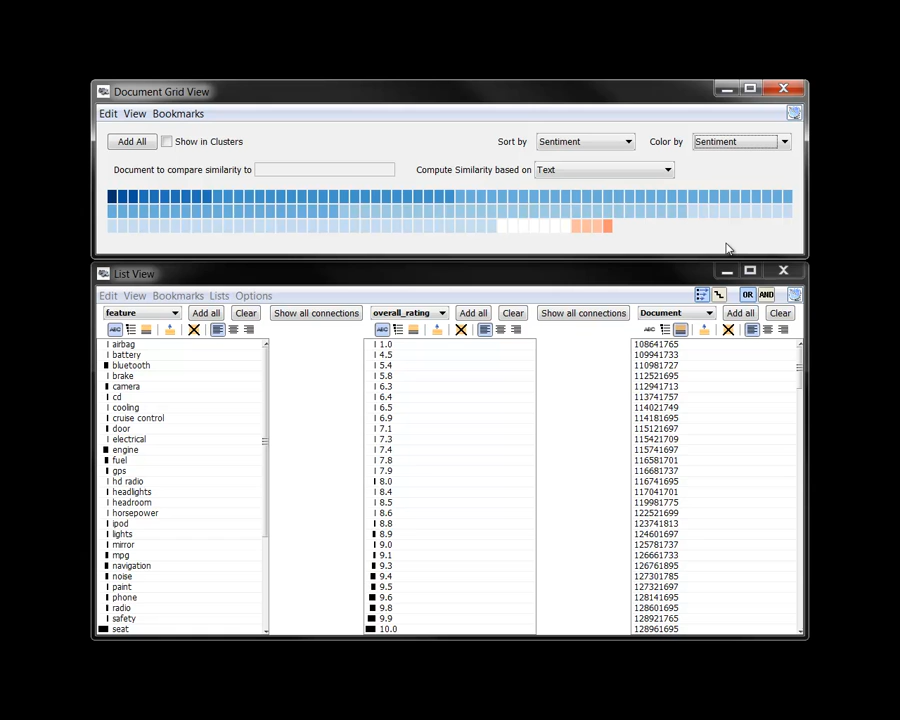 Document Grid View
Edit View Bookmarks
Add All Show in Clusters Sort by Sentiment Color by Sentiment
Document to compare similarity to Compute Similarity based on Text
List View
Edit View Bookmarks Lists Options OR AND
feature Add all Clear Show all connections overall_rating Add all Clear Show all connections Document Add all Clear
ABC ABC ABC
airbag 1.0 108641765
battery 4.5 109941733
bluetooth 5.4 110981727
brake 5.8 112521695
camera 6.3 112941713
cd 6.4 113741757
cooling 6.5 114021749
cruise control 6.9 114181695
door 7.1 115121697
electrical 7.3 115421709
engine 7.4 115741697
fuel 7.8 116581701
gps 7.9 116681737
hd radio 8.0 116741695
headlights 8.4 117041701
headroom 8.5 119981775
horsepower 8.6 122521699
ipod 8.8 123741813
lights 8.9 124601697
mirror 9.0 125781737
mpg 9.1 126661733
navigation 9.3 126761895
noise 9.4 127301785
paint 9.5 127321697
phone 9.6 128141695
radio 9.8 128601695
safety 9.9 128921765
seat 10.0 128961695